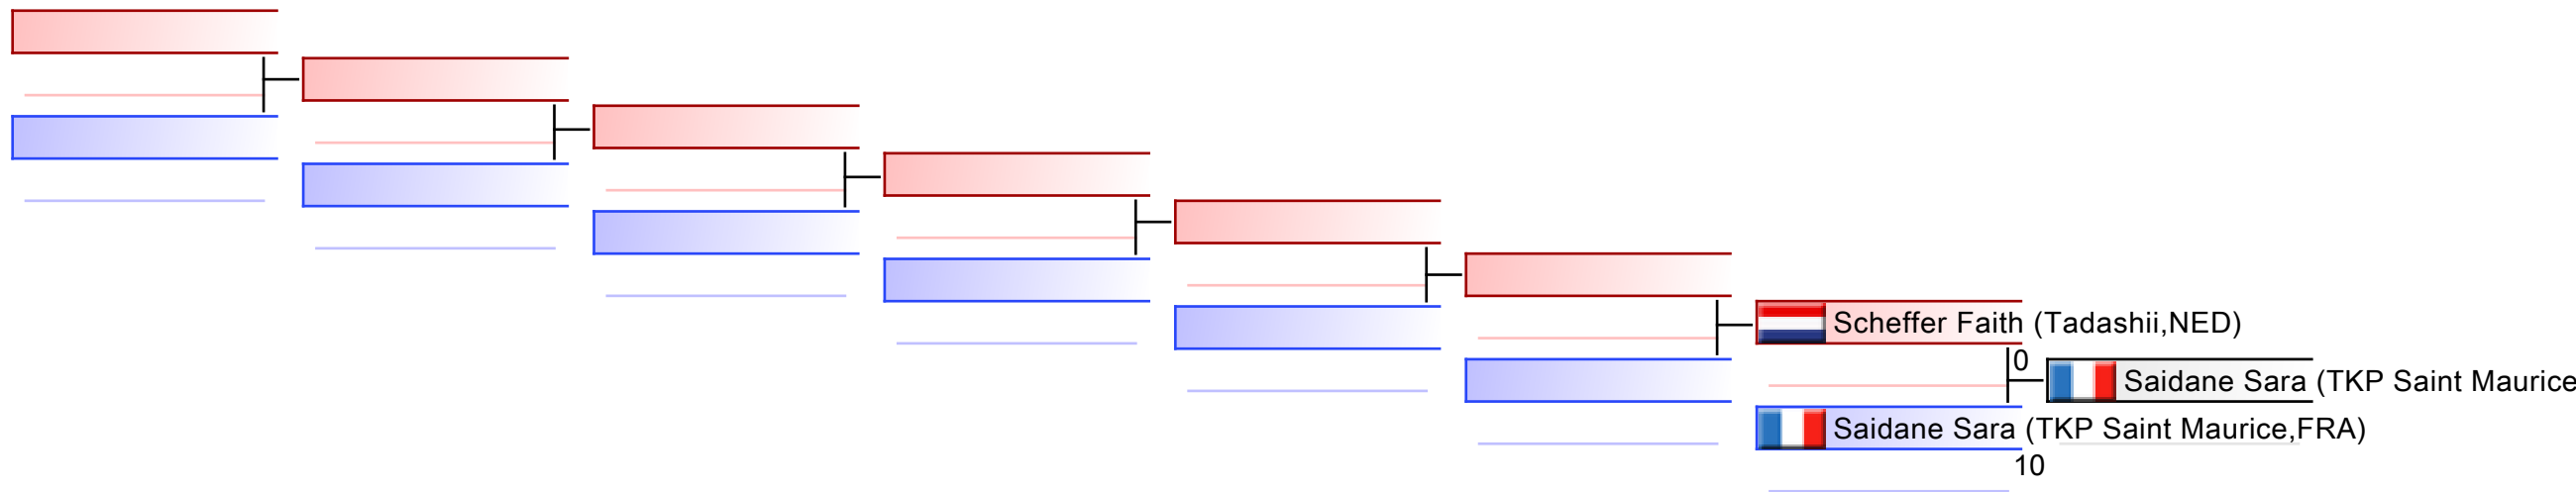 Scheffer Faith (Tadashii,NED)
0
Saidane Sara (TKP Saint Maurice
Saidane Sara (TKP Saint Maurice,FRA)
10